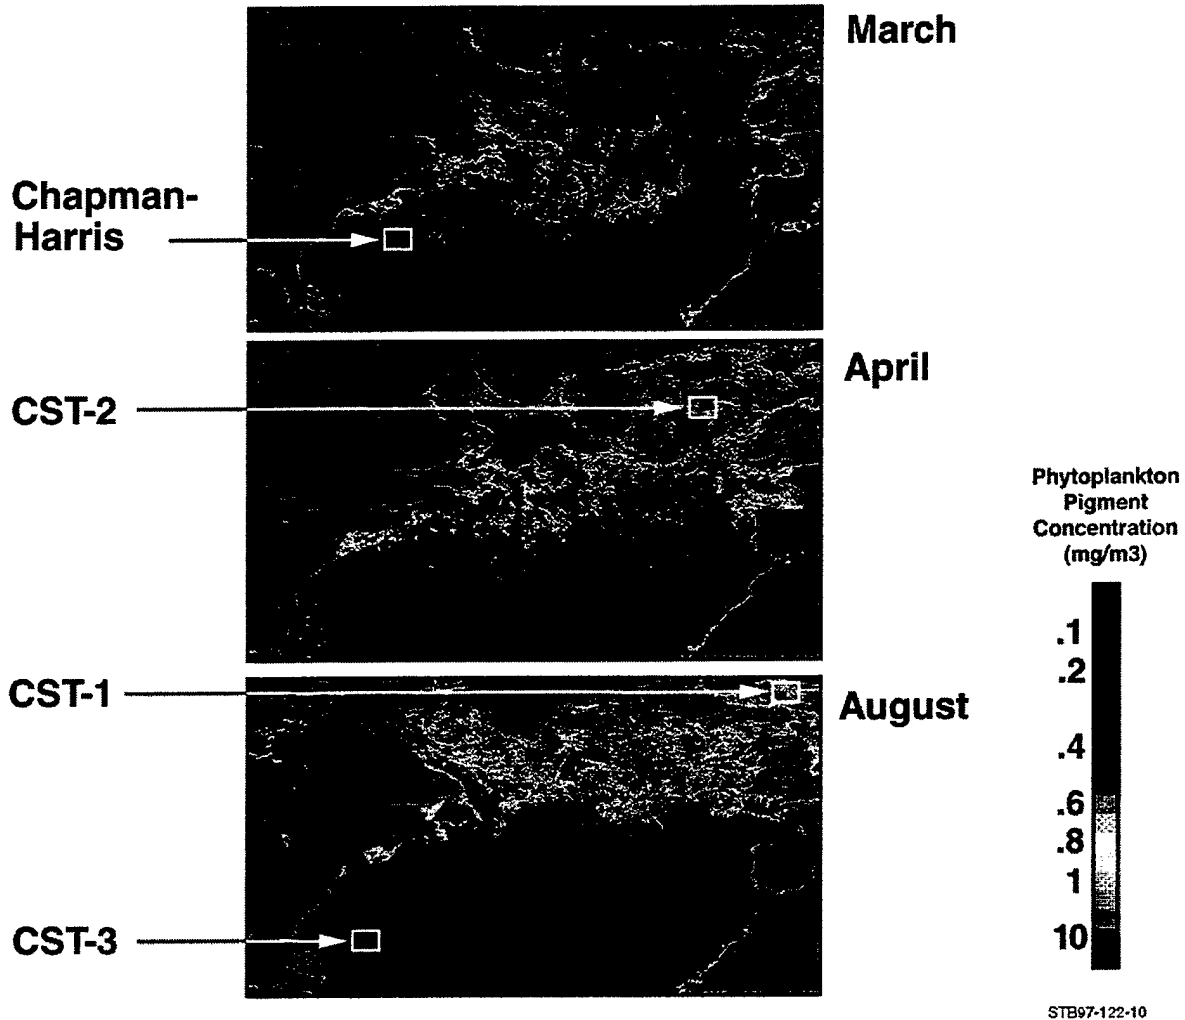 March
Chapman-
Harris
April
CST-2
Phytoplankton
Pigment
Concentration
(mg/m3)
.1
.2
.4
.6
.8
1
10
CST-1
August
CST-3
STB97-122-10